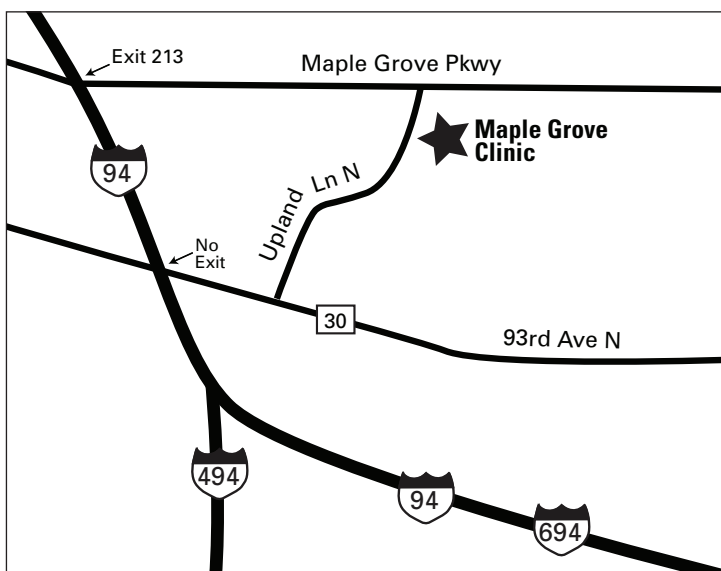 Exit 213
Maple Grove Pkwy
Maple Grove
Clinic
94
Upland Ln N
No
Exit
30
93rd Ave N
494
94
694